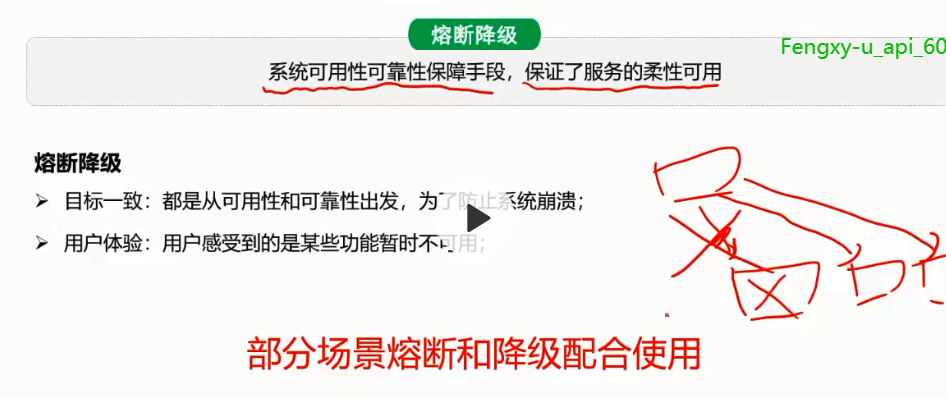 熔断降级
Fengxy-u_api_60
系统可用性可靠性保障手段，保证了服务的柔性可用
熔断降级
目标一致：都是从可用性和可靠性出发，为了防止系统崩溃；
用户体验：用户感受到的是某些功能暂时不可用；
部分场景熔断和降级配合使用